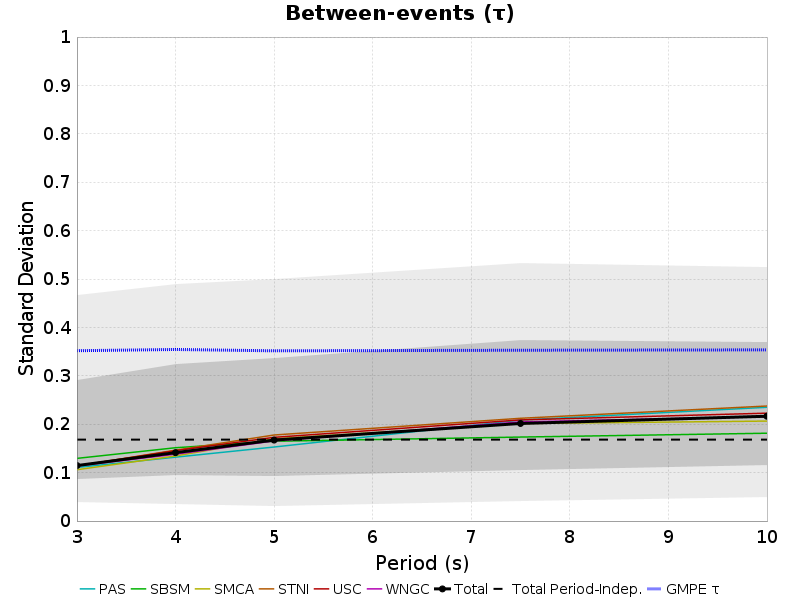 Between-events (τ)
Standard Deviation
1
0.9
0.8
0.7
0.6
0.5
0.4
0.3
0.2
0.1
0
3 4 5 6 7 8 9 10
Period (s)
PAS SBSM SMCA STNI USC WNGC Total Total Period-Indep. GMPE τ